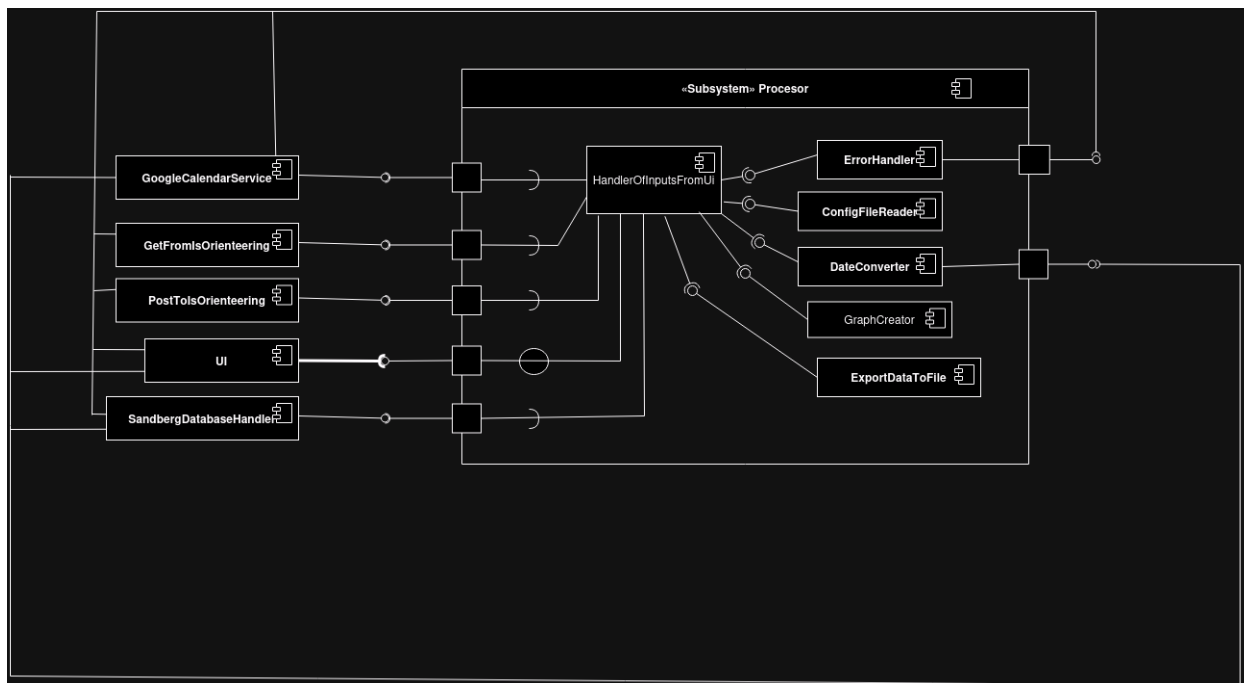 «Subsystem» Procesor
GoogleCalendarService
GetFromIsOrienteering
PostToIsOrienteering
UI
SandbergDatabaseHandler
HandlerOfInputsFromUi
ErrorHandler
ConfigFileReader
DateConverter
GraphCreator
ExportDataToFile